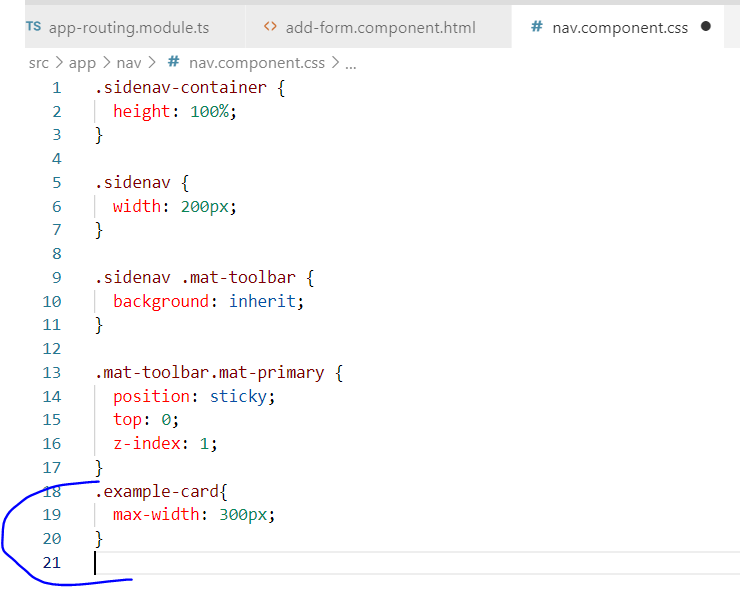 TS app-routing.module.ts <> add-form.component.html # nav.component.css ●
src > app > nav > # nav.component.css > ...
1 .sidenav-container {
2 height: 100%;
3 }
4
5 .sidenav {
6 width: 200px;
7 }
8
9 .sidenav .mat-toolbar {
10 background: inherit;
11 }
12
13 .mat-toolbar.mat-primary {
14 position: sticky;
15 top: 0;
16 z-index: 1;
17 }
18 .example-card{
19 max-width: 300px;
20 }
21